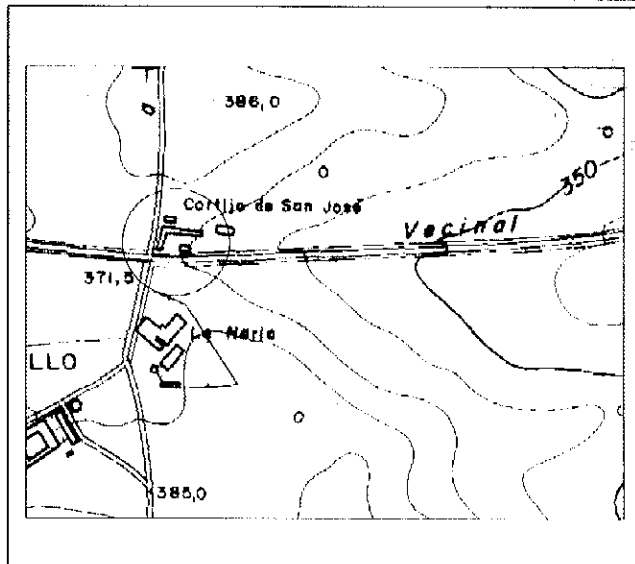 386,0
350
Cortijo de San José
Vecinal
371,5
La María
LLO
385,0